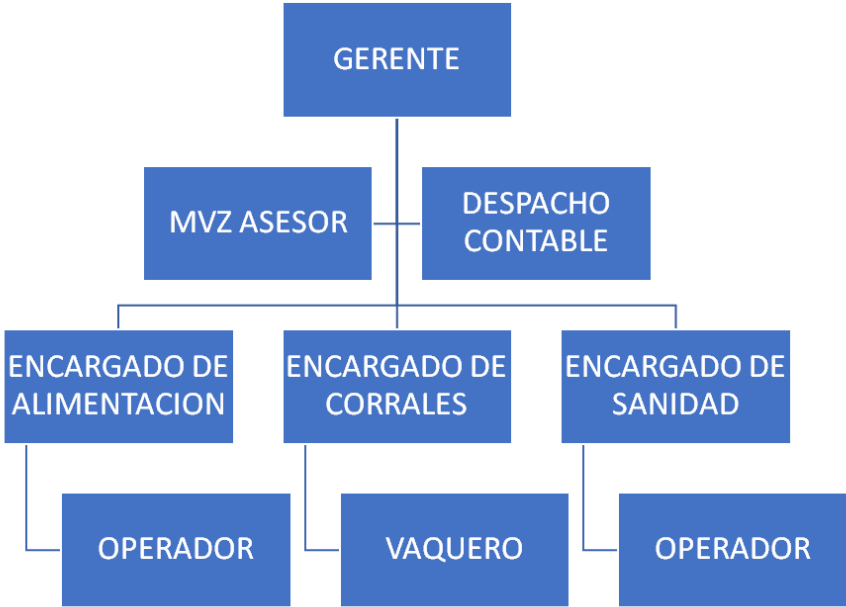 GERENTE
MVZ ASESOR
DESPACHO
CONTABLE
ENCARGADO DE
ALIMENTACION
ENCARGADO DE
CORRALES
ENCARGADO DE
SANIDAD
OPERADOR
VAQUERO
OPERADOR